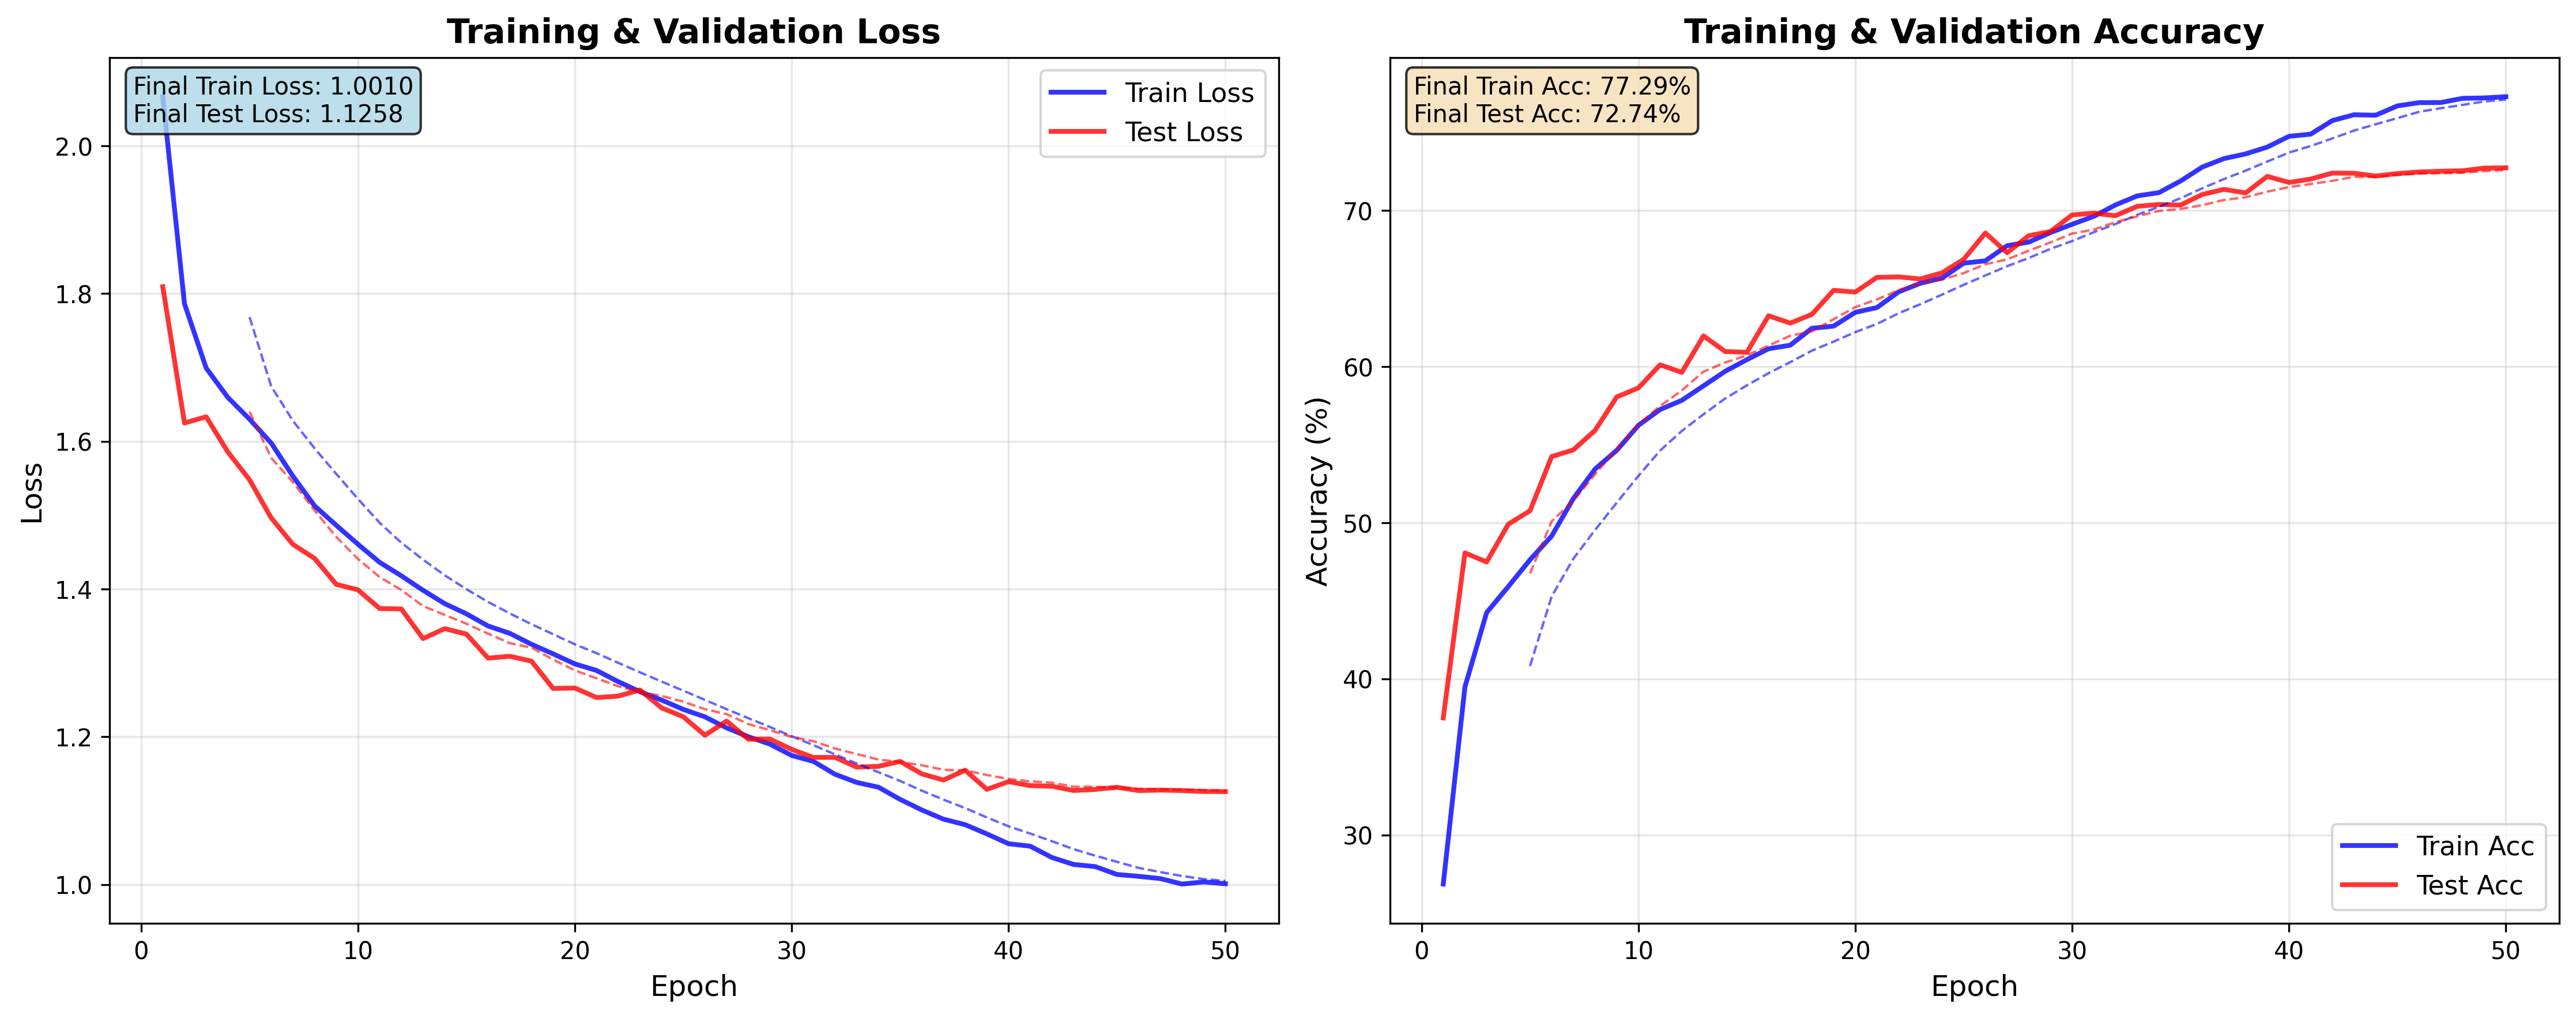 Training & Validation Loss
Final Train Loss: 1.0010
Final Test Loss: 1.1258
Train Loss
Test Loss
2.0
1.8
1.6
1.4
1.2
1.0
Loss
0 10 20 30 40 50
Epoch
Training & Validation Accuracy
Final Train Acc: 77.29%
Final Test Acc: 72.74%
70
60
50
40
30
Accuracy (%)
Train Acc
Test Acc
0 10 20 30 40 50
Epoch